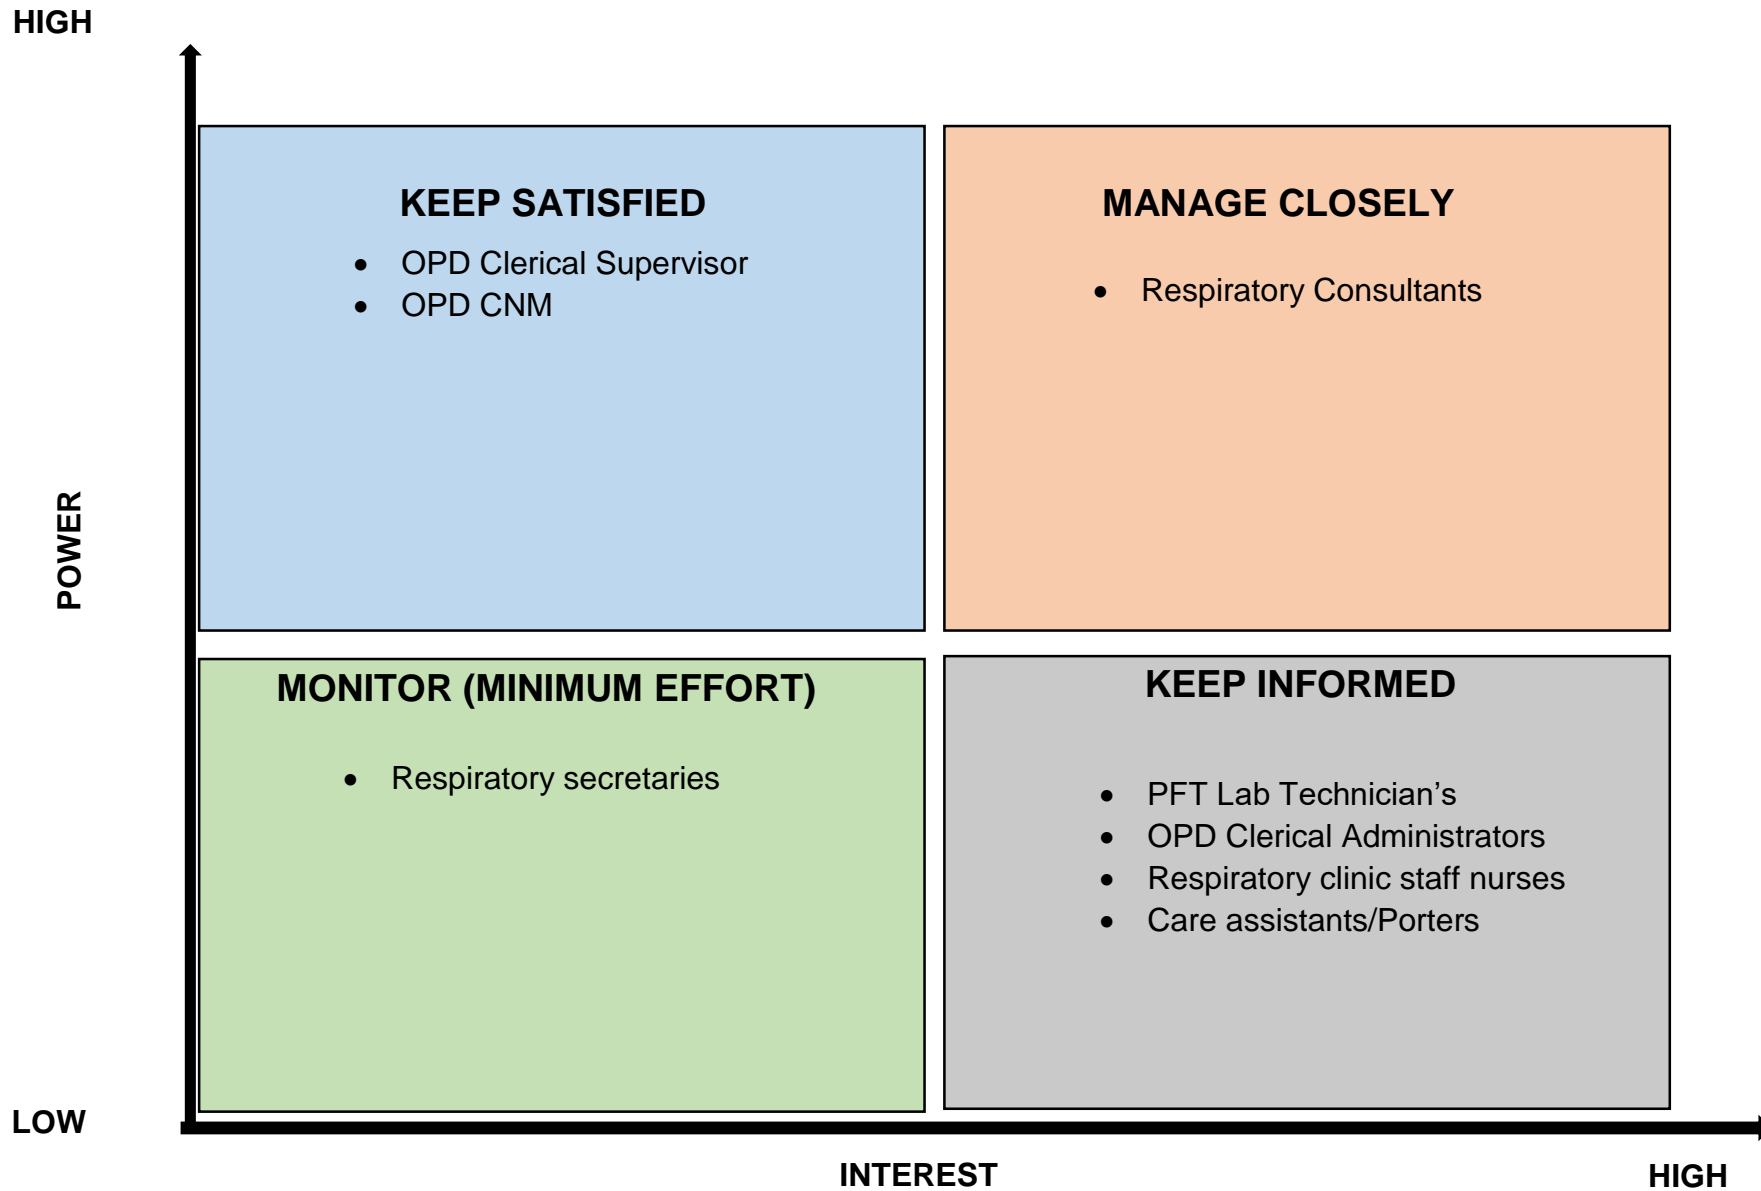 HIGH
KEEP SATISFIED
• OPD Clerical Supervisor
• OPD CNM
MANAGE CLOSELY
• Respiratory Consultants
POWER
MONITOR (MINIMUM EFFORT)
• Respiratory secretaries
KEEP INFORMED
• PFT Lab Technician’s
• OPD Clerical Administrators
• Respiratory clinic staff nurses
• Care assistants/Porters
LOW
INTEREST
HIGH